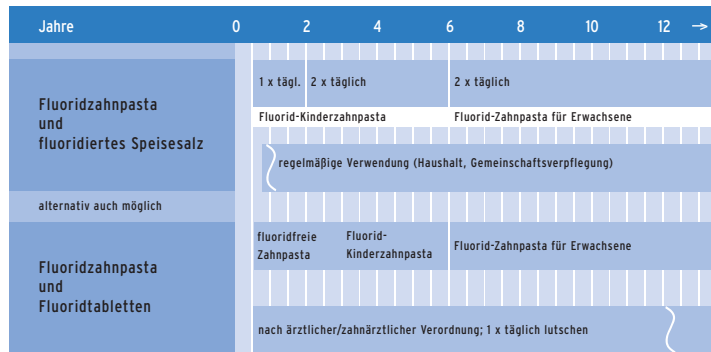 Jahre 0 2 4 6 8 10 12 →
1 x tägl. 2 x täglich 2 x täglich
Fluoridzahnpasta
und
fluoridiertes Speisesalz
Fluorid-Kinderzahnpasta Fluorid-Zahnpasta für Erwachsene
regelmäßige Verwendung (Haushalt, Gemeinschaftsverpflegung)
alternativ auch möglich
Fluoridzahnpasta
und
Fluoridtabletten
fluoridfreie
Zahnpasta
Fluorid-
Kinderzahnpasta
Fluorid-Zahnpasta für Erwachsene
nach ärztlicher/zahnärztlicher Verordnung; 1 x täglich lutschen